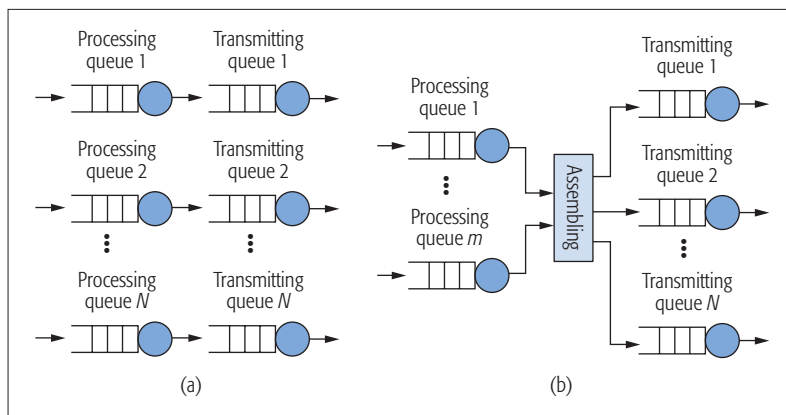 Processing
queue 1
Transmitting
queue 1
Processing
queue 2
Transmitting
queue 2
Processing
queue N
Transmitting
queue N
(a)
Processing
queue 1
Processing
queue m
Assembling
Transmitting
queue 1
Transmitting
queue 2
Transmitting
queue N
(b)